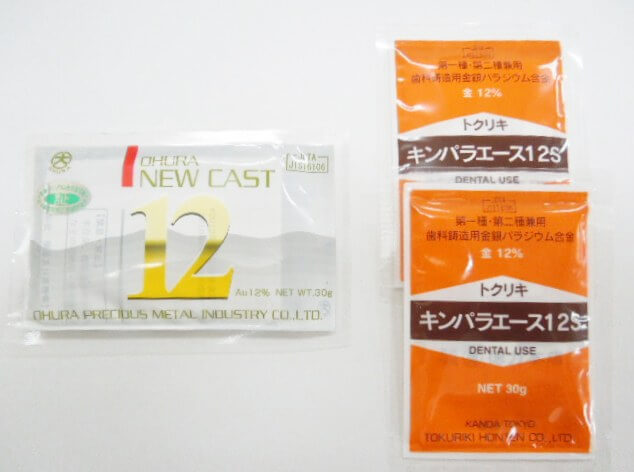 OHURA
NEW CAST
12
Au12% NET WT.30g
OHURA PRECIOUS METAL INDUSTRY CO.,LTD.
第一種・第二種兼用
歯科鋳造用金銀パラジウム合金
金 12%
トクリキ
キンパラエース12S
DENTAL USE
第一種・第二種兼用
歯科鋳造用金銀パラジウム合金
金 12%
トクリキ
キンパラエース12S
DENTAL USE
NET 30g
KANDA TOKYO
TOKURIKI HONTEN CO.,LTD.